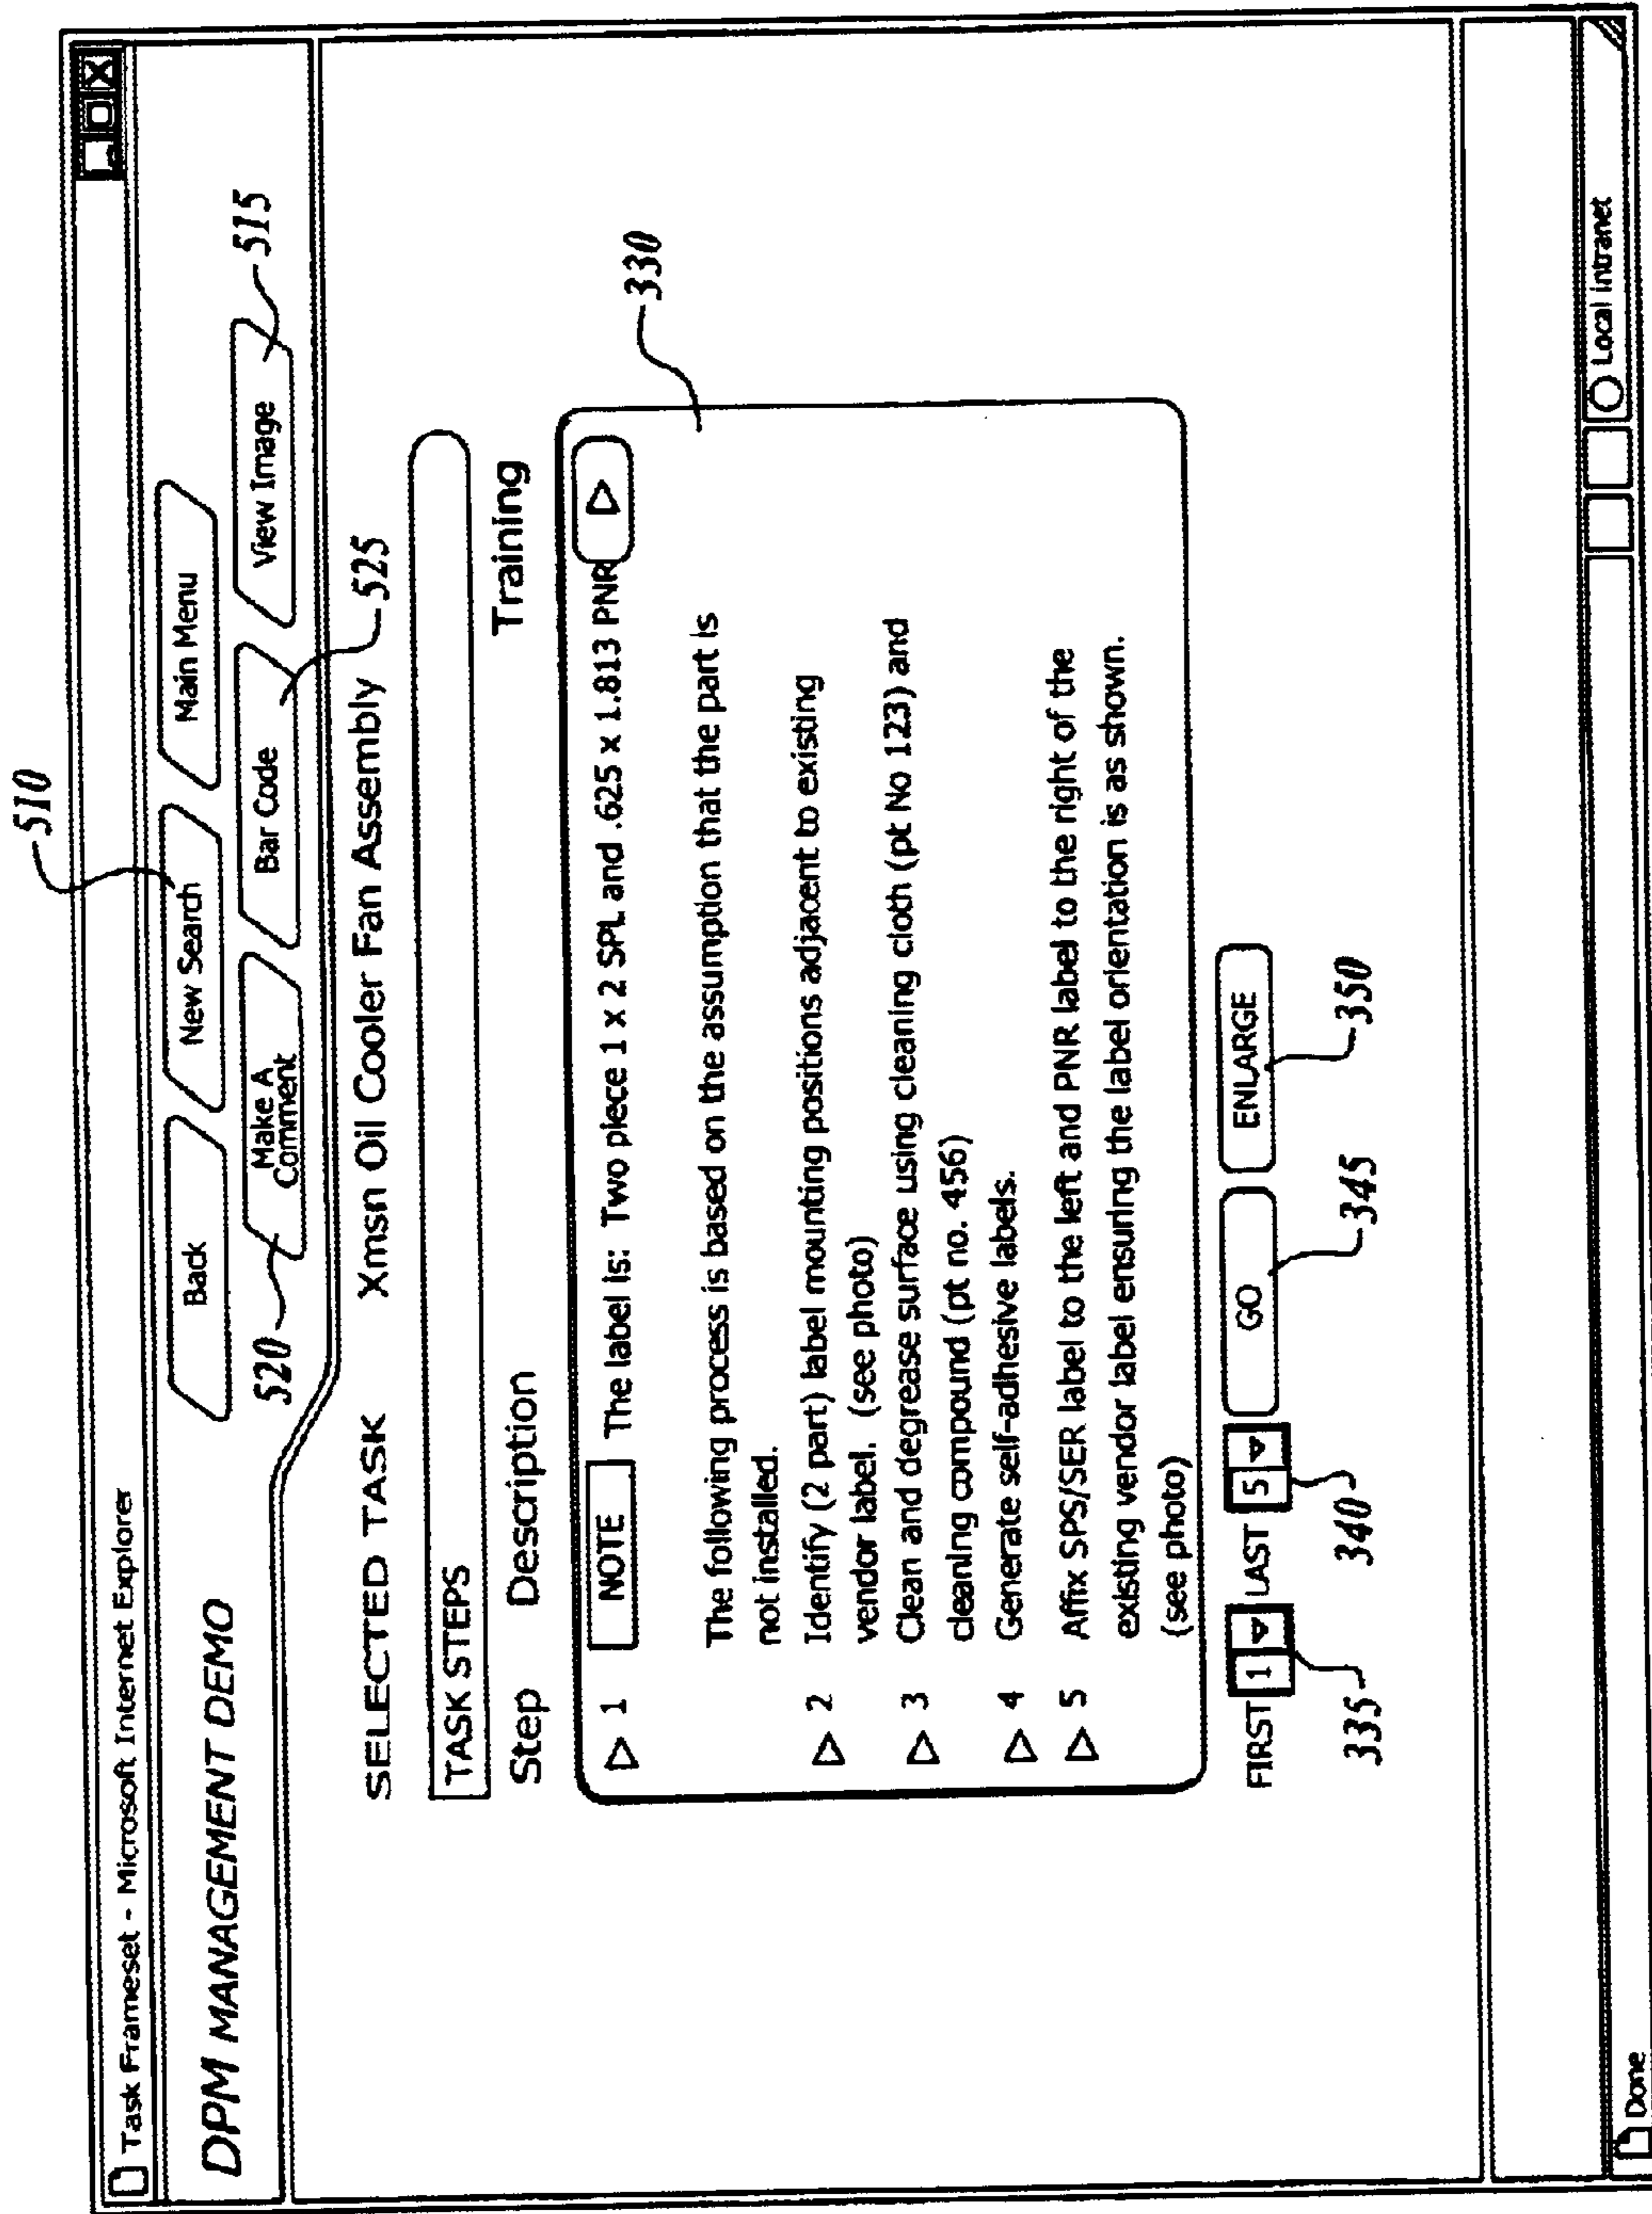 510
Task Frameset - Microsoft Internet Explorer
DPM MANAGEMENT DEMO
Back
New Search
Main Menu
520
Make A
Comment
Bar Code
View Image
515
SELECTED TASK Xmsn Oil Cooler Fan Assembly
525
TASK STEPS
Step Description Training
1 NOTE The label is: Two piece 1 x 2 SPL and .625 x 1.813 PNR
330
The following process is based on the assumption that the part is
not installed.
2 Identify (2 part) label mounting positions adjacent to existing
vendor label. (see photo)
3 Clean and degrease surface using cleaning cloth (pt No 123) and
cleaning compound (pt no. 456)
4 Generate self-adhesive labels.
5 Affix SPS/SER label to the left and PNR label to the right of the
existing vendor label ensuring the label orientation is as shown.
(see photo)
FIRST 1 LAST 5 GO ENLARGE
335 340 345 350
Done
Local intranet